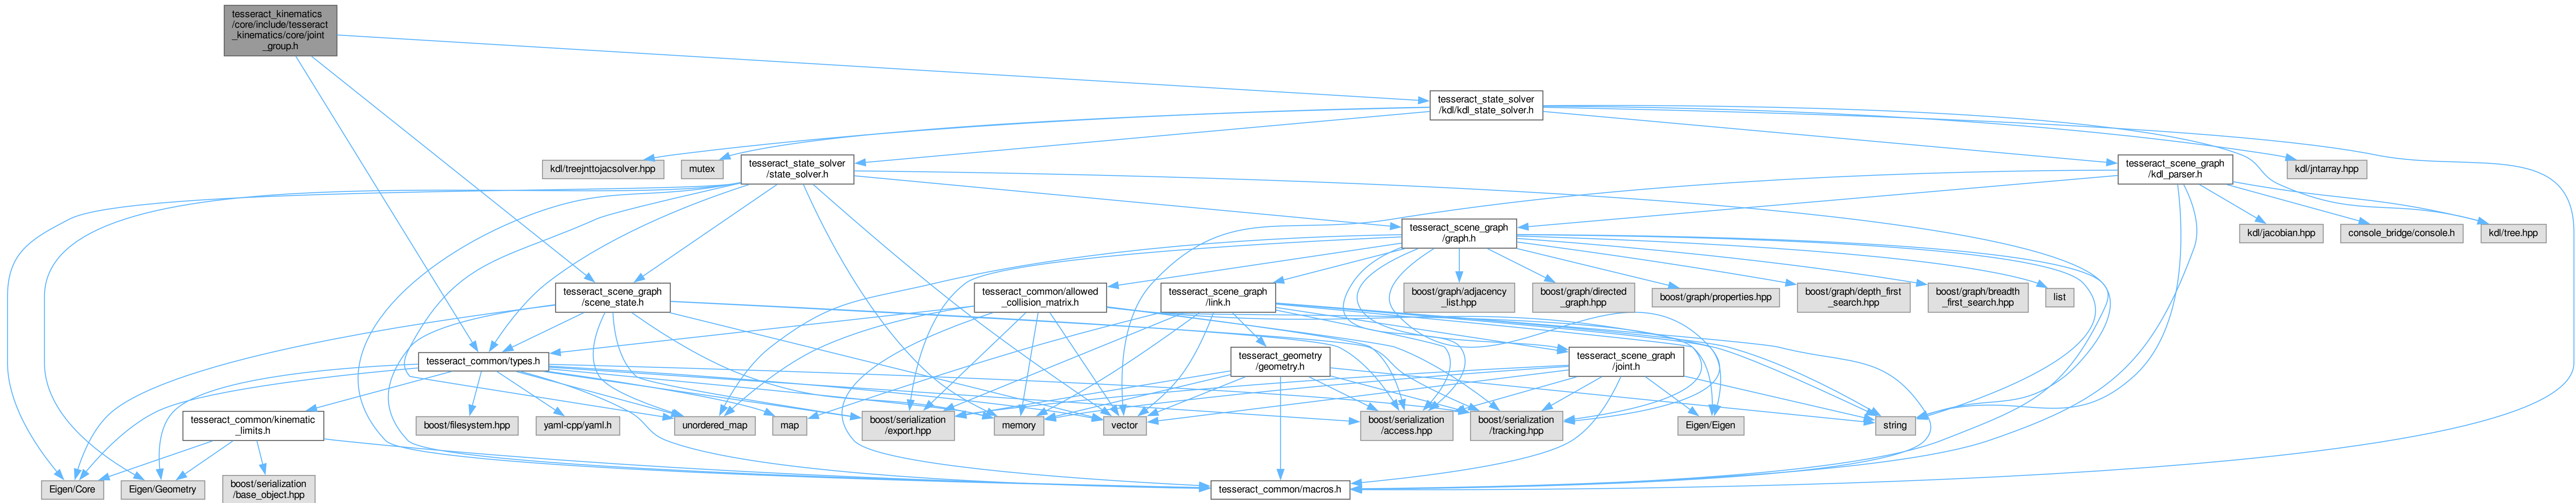 tesseract_kinematics
/core/include/tesseract
_kinematics/core/joint
_group.h
tesseract_state_solver
/kdl/kdl_state_solver.h
kdl/treejnttojacsolver.hpp
mutex
tesseract_state_solver
/state_solver.h
tesseract_scene_graph
/kdl_parser.h
kdl/jntarray.hpp
tesseract_scene_graph
/graph.h
kdl/jacobian.hpp
console_bridge/console.h
kdl/tree.hpp
tesseract_scene_graph
/scene_state.h
tesseract_common/allowed
_collision_matrix.h
tesseract_scene_graph
/link.h
boost/graph/adjacency
_list.hpp
boost/graph/directed
_graph.hpp
boost/graph/properties.hpp
boost/graph/depth_first
_search.hpp
boost/graph/breadth
_first_search.hpp
list
tesseract_common/types.h
tesseract_geometry
/geometry.h
tesseract_scene_graph
/joint.h
tesseract_common/kinematic
_limits.h
boost/filesystem.hpp
yaml-cpp/yaml.h
unordered_map
map
boost/serialization
/export.hpp
memory
vector
boost/serialization
/access.hpp
boost/serialization
/tracking.hpp
Eigen/Eigen
string
Eigen/Core
Eigen/Geometry
boost/serialization
/base_object.hpp
tesseract_common/macros.h